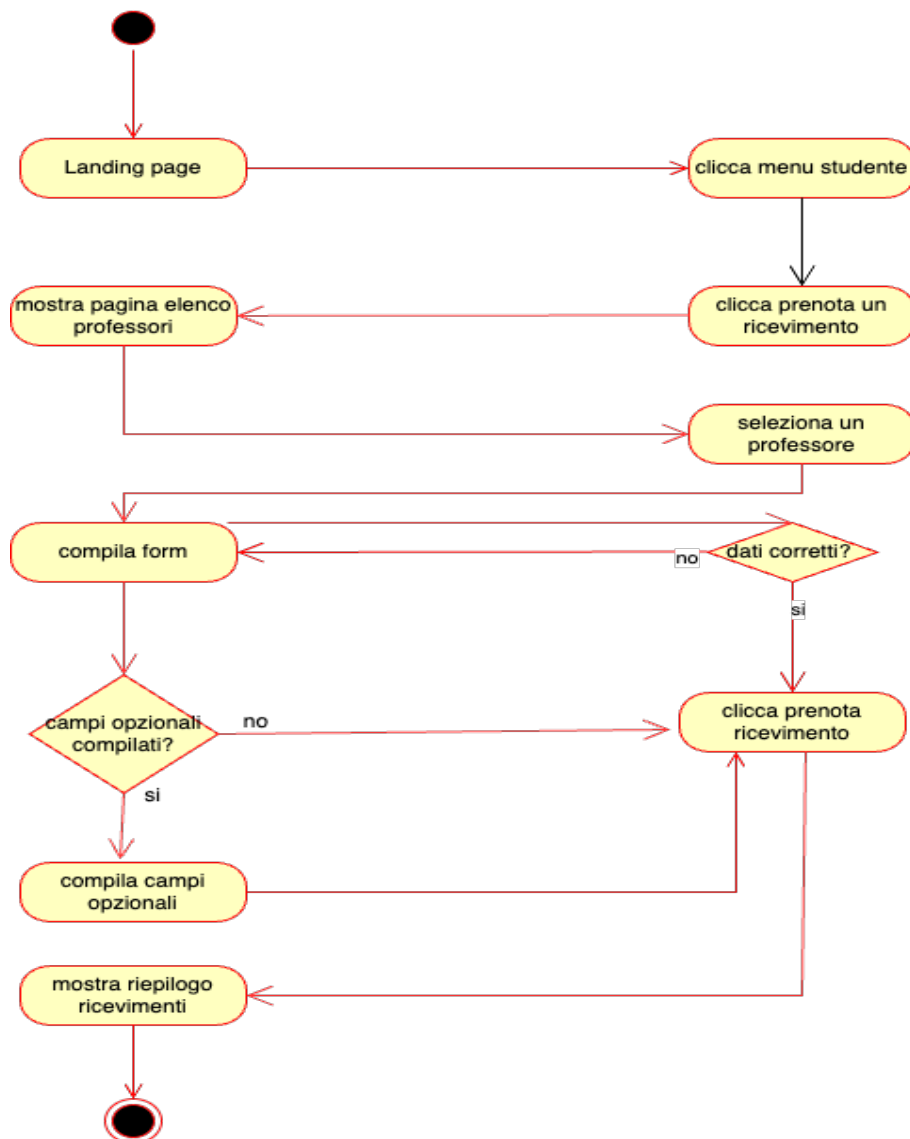 Landing page
clicca menu studente
mostra pagina elenco
professori
clicca prenota un
ricevimento
seleziona un
professore
compila form
dati corretti?
no
si
campi opzionali
compilati?
no
si
clicca prenota
ricevimento
compila campi
opzionali
mostra riepilogo
ricevimenti